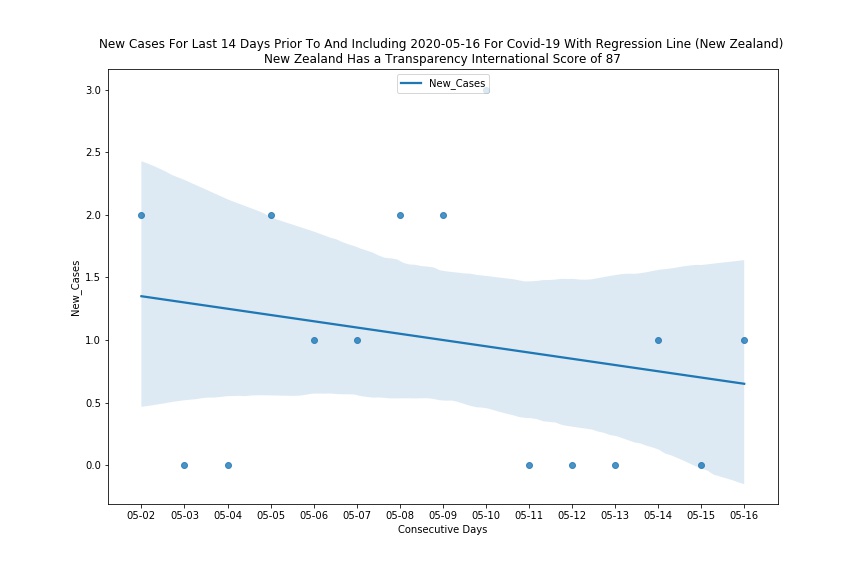 New Cases For Last 14 Days Prior To And Including 2020-05-16 For Covid-19 With Regression Line (New Zealand)
New Zealand Has a Transparency International Score of 87
New_Cases
3.0
2.5
2.0
1.5
1.0
0.5
0.0
New_Cases
05-02 05-03 05-04 05-05 05-06 05-07 05-08 05-09 05-10 05-11 05-12 05-13 05-14 05-15 05-16
Consecutive Days